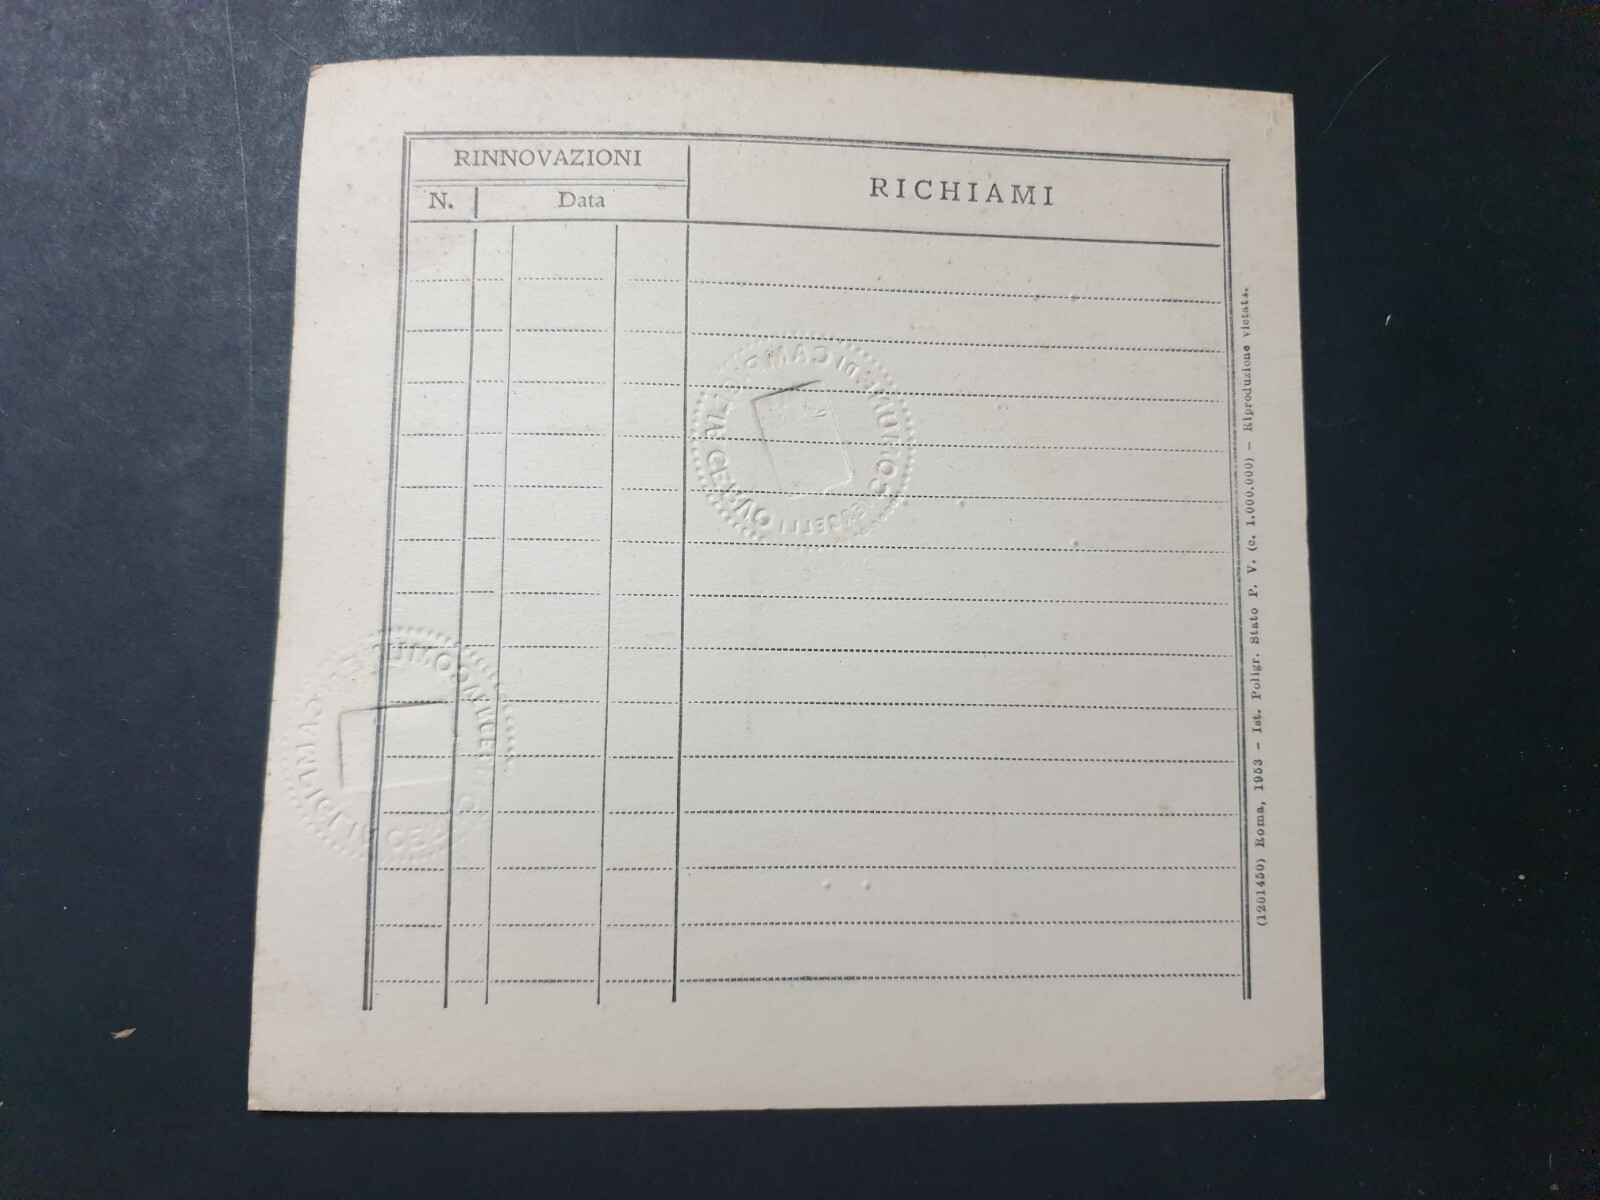 RINNOVAZIONI
RICHIAMI
N.
Data
(1201450) Roma, 1953 – Ist. Poligr. Stato P. V. (c. 1.000.000) – Riproduzione vietata.